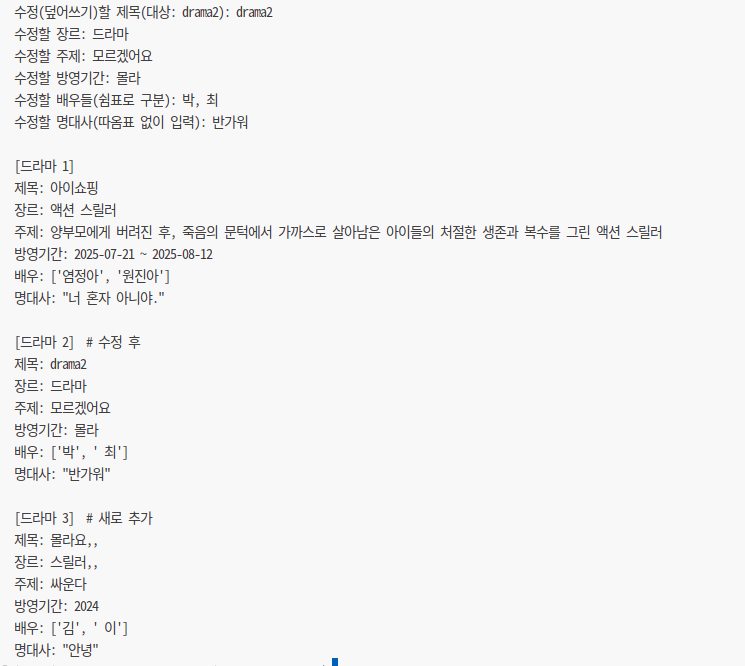 수정(덮어쓰기)할 제목(대상: drama2): drama2
수정할 장르: 드라마
수정할 주제: 모르겠어요
수정할 방영기간: 몰라
수정할 배우들(쉼표로 구분): 박, 최
수정할 명대사(따옴표 없이 입력): 반가워
[드라마 1]
제목: 아이쇼핑
장르: 액션 스릴러
주제: 양부모에게 버려진 후, 죽음의 문턱에서 가까스로 살아남은 아이들의 처절한 생존과 복수를 그린 액션 스릴러
방영기간: 2025-07-21 ~ 2025-08-12
배우: ['염정아', '원진아']
명대사: "너 혼자 아니야."
[드라마 2]  # 수정 후
제목: drama2
장르: 드라마
주제: 모르겠어요
방영기간: 몰라
배우: ['박', ' 최']
명대사: "반가워"
[드라마 3]  # 새로 추가
제목: 몰라요,,
장르: 스릴러,,
주제: 싸운다
방영기간: 2024
배우: ['김', ' 이']
명대사: "안녕"